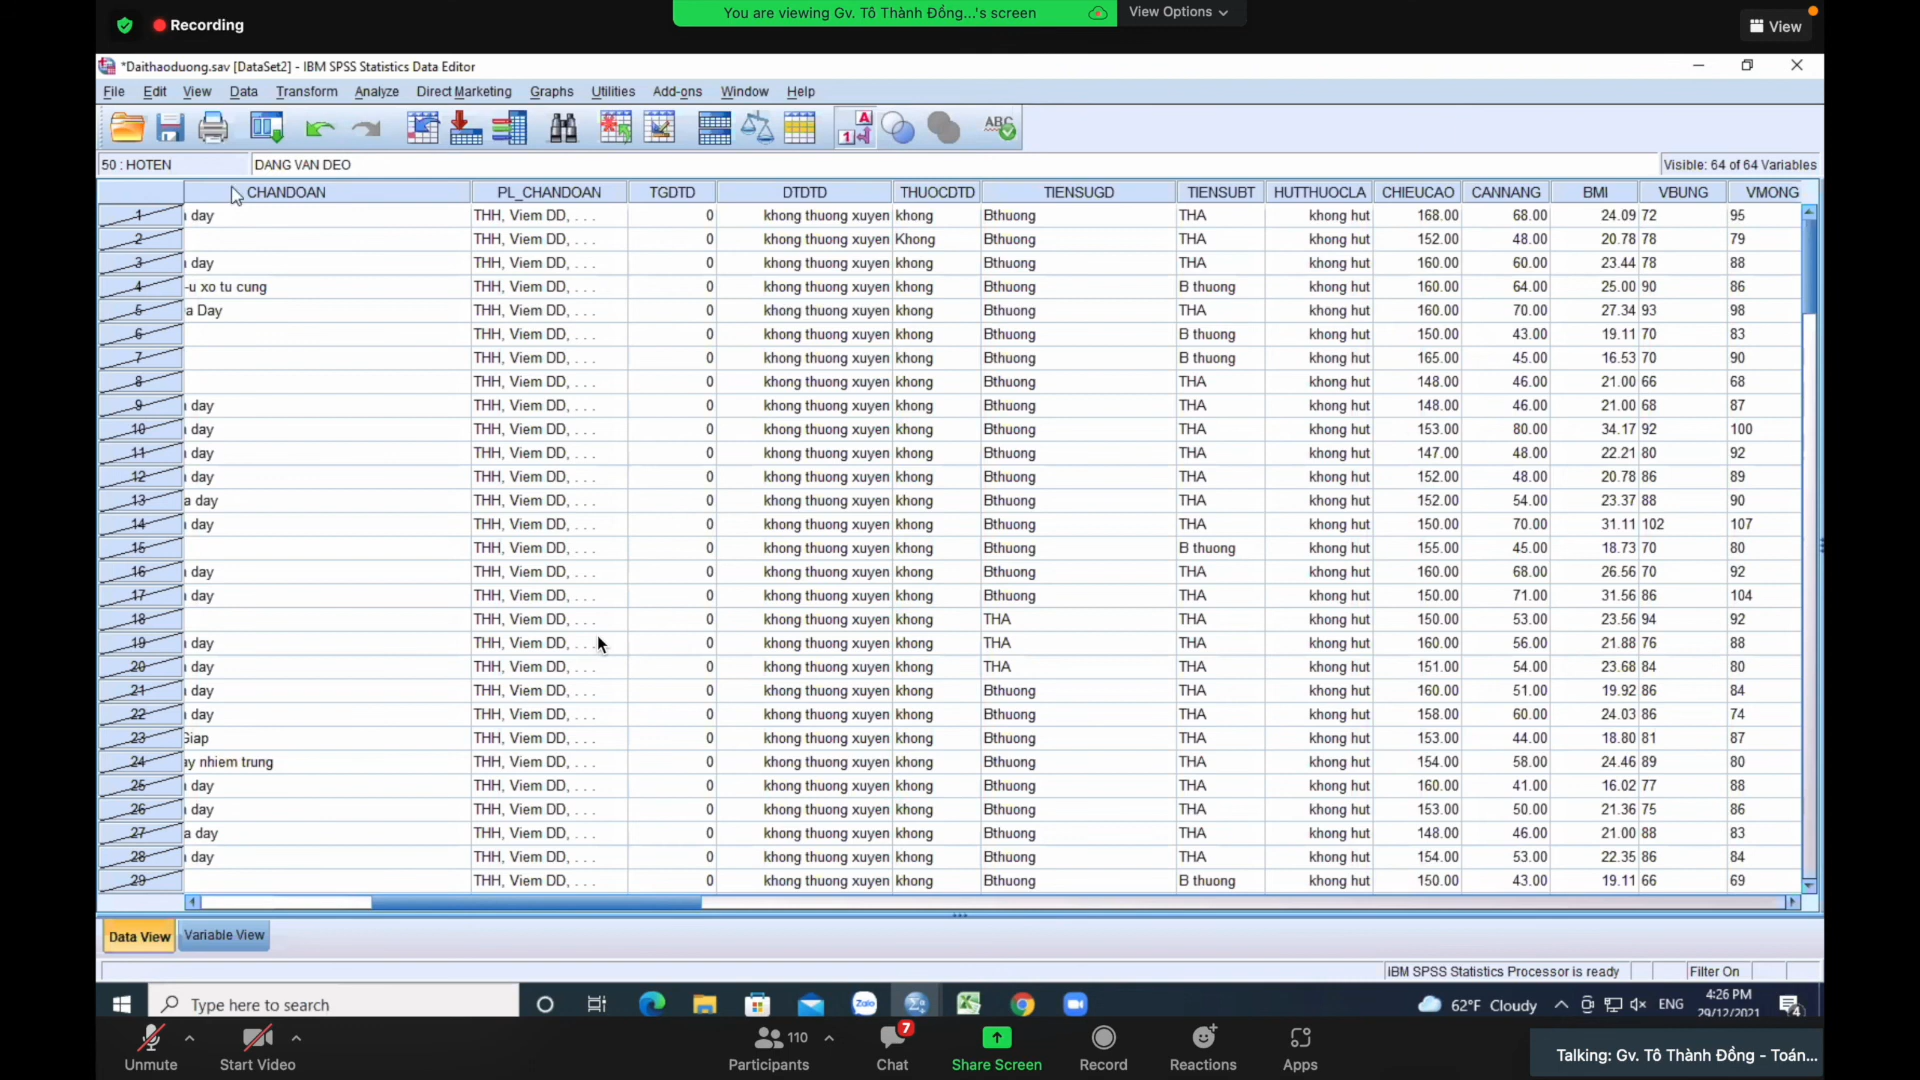 Recording
You are viewing Gv. Tô Thành Đồng...'s screen
View Options
View
*Daithaoduong.sav [DataSet2] - IBM SPSS Statistics Data Editor
File Edit View Data Transform Analyze Direct Marketing Graphs Utilities Add-ons Window Help
50 : HOTEN DANG VAN DEO Visible: 64 of 64 Variables
CHANDOAN PL_CHANDOAN TGDTD DTDTD THUOCDTD TIENSUGD TIENSUBT HUTTHUOCLA CHIEUCAO CANNANG BMI VBUNG VMONG
1 day THH, Viem DD, . . . 0 khong thuong xuyen khong Bthuong THA khong hut 168.00 68.00 24.09 72 95
2 THH, Viem DD, . . . 0 khong thuong xuyen Khong Bthuong THA khong hut 152.00 48.00 20.78 78 79
3 day THH, Viem DD, . . . 0 khong thuong xuyen khong Bthuong THA khong hut 160.00 60.00 23.44 78 88
4 -u xo tu cung THH, Viem DD, . . . 0 khong thuong xuyen khong Bthuong B thuong khong hut 160.00 64.00 25.00 90 86
5 a Day THH, Viem DD, . . . 0 khong thuong xuyen khong Bthuong THA khong hut 160.00 70.00 27.34 93 98
6 THH, Viem DD, . . . 0 khong thuong xuyen khong Bthuong B thuong khong hut 150.00 43.00 19.11 70 83
7 THH, Viem DD, . . . 0 khong thuong xuyen khong Bthuong B thuong khong hut 165.00 45.00 16.53 70 90
8 THH, Viem DD, . . . 0 khong thuong xuyen khong Bthuong THA khong hut 148.00 46.00 21.00 66 68
9 day THH, Viem DD, . . . 0 khong thuong xuyen khong Bthuong THA khong hut 148.00 46.00 21.00 68 87
10 day THH, Viem DD, . . . 0 khong thuong xuyen khong Bthuong THA khong hut 153.00 80.00 34.17 92 100
11 day THH, Viem DD, . . . 0 khong thuong xuyen khong Bthuong THA khong hut 147.00 48.00 22.21 80 92
12 day THH, Viem DD, . . . 0 khong thuong xuyen khong Bthuong THA khong hut 152.00 48.00 20.78 86 89
13 a day THH, Viem DD, . . . 0 khong thuong xuyen khong Bthuong THA khong hut 152.00 54.00 23.37 88 90
14 day THH, Viem DD, . . . 0 khong thuong xuyen khong Bthuong THA khong hut 150.00 70.00 31.11 102 107
15 THH, Viem DD, . . . 0 khong thuong xuyen khong Bthuong B thuong khong hut 155.00 45.00 18.73 70 80
16 day THH, Viem DD, . . . 0 khong thuong xuyen khong Bthuong THA khong hut 160.00 68.00 26.56 70 92
17 day THH, Viem DD, . . . 0 khong thuong xuyen khong Bthuong THA khong hut 150.00 71.00 31.56 86 104
18 THH, Viem DD, . . . 0 khong thuong xuyen khong THA THA khong hut 150.00 53.00 23.56 94 92
19 day THH, Viem DD, . . . 0 khong thuong xuyen khong THA THA khong hut 160.00 56.00 21.88 76 88
20 day THH, Viem DD, . . . 0 khong thuong xuyen khong THA THA khong hut 151.00 54.00 23.68 84 80
21 day THH, Viem DD, . . . 0 khong thuong xuyen khong Bthuong THA khong hut 160.00 51.00 19.92 86 84
22 day THH, Viem DD, . . . 0 khong thuong xuyen khong Bthuong THA khong hut 158.00 60.00 24.03 86 74
23 Giap THH, Viem DD, . . . 0 khong thuong xuyen khong Bthuong THA khong hut 153.00 44.00 18.80 81 87
24 ay nhiem trung THH, Viem DD, . . . 0 khong thuong xuyen khong Bthuong THA khong hut 154.00 58.00 24.46 89 80
25 day THH, Viem DD, . . . 0 khong thuong xuyen khong Bthuong THA khong hut 160.00 41.00 16.02 77 88
26 day THH, Viem DD, . . . 0 khong thuong xuyen khong Bthuong THA khong hut 153.00 50.00 21.36 75 86
27 a day THH, Viem DD, . . . 0 khong thuong xuyen khong Bthuong THA khong hut 148.00 46.00 21.00 88 83
28 day THH, Viem DD, . . . 0 khong thuong xuyen khong Bthuong THA khong hut 154.00 53.00 22.35 86 84
29 THH, Viem DD, . . . 0 khong thuong xuyen khong Bthuong B thuong khong hut 150.00 43.00 19.11 66 69
Data View Variable View
IBM SPSS Statistics Processor is ready Filter On
Type here to search Zalo 62°F Cloudy ENG 4:26 PM
29/12/2021 4
110 7
Unmute Start Video Participants Chat Share Screen Record Reactions Apps
Talking: Gv. Tô Thành Đồng - Toán...